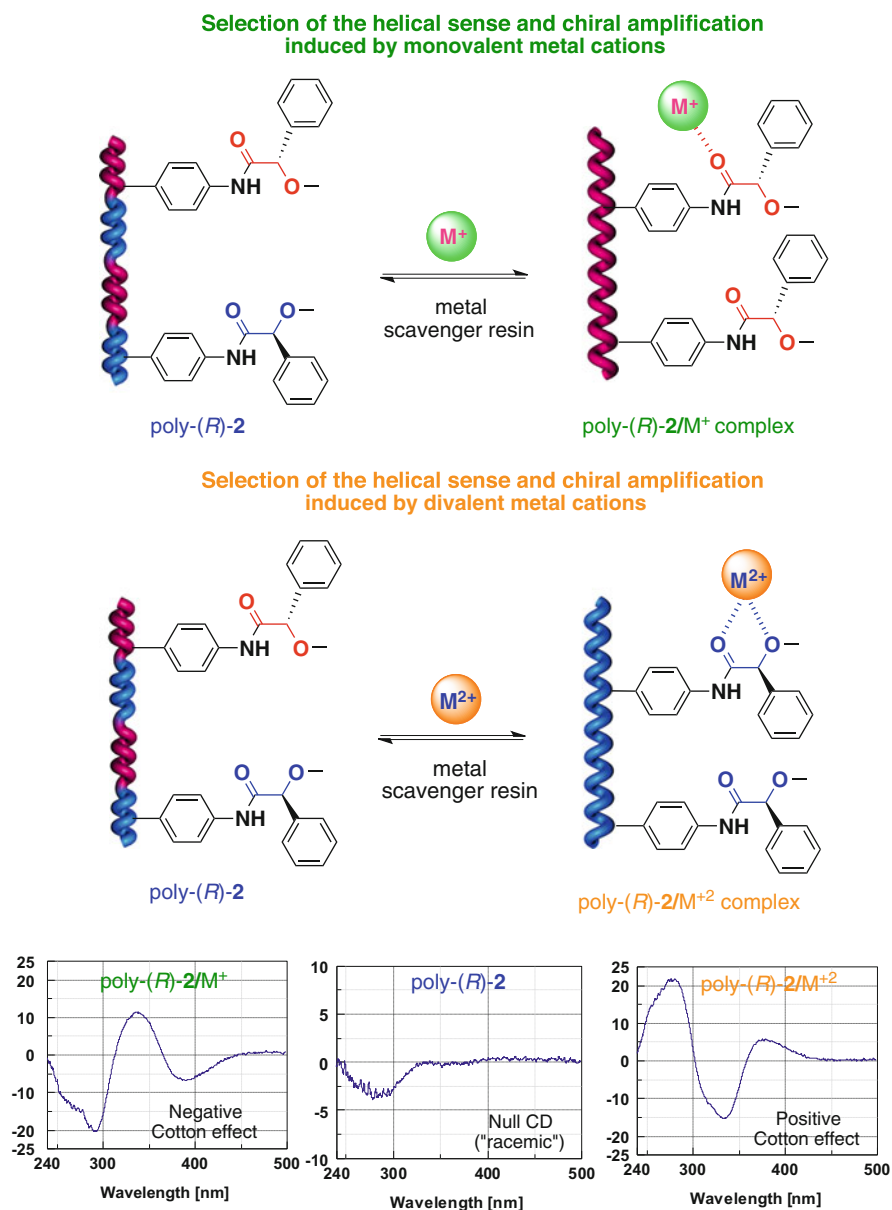 Selection of the helical sense and chiral amplification
induced by monovalent metal cations
M⁺
O
O
NH
M⁺
O
O
NH
metal
scavenger resin
O
O
NH
O
O
NH
poly-(R)-2
poly-(R)-2/M⁺ complex
Selection of the helical sense and chiral amplification
induced by divalent metal cations
M²⁺
O
O
NH
O
O
NH
M²⁺
metal
scavenger resin
O
O
NH
O
O
NH
poly-(R)-2
poly-(R)-2/M⁺² complex
25
20
10
0
-10
-20
-25
240
300
400
500
poly-(R)-2/M⁺
Negative
Cotton effect
Wavelength [nm]
10
5
0
-5
-10
240
300
400
500
poly-(R)-2
Null CD
("racemic")
Wavelength [nm]
25
20
10
0
-10
-20
-25
240
300
400
500
poly-(R)-2/M⁺²
Positive
Cotton effect
Wavelength [nm]